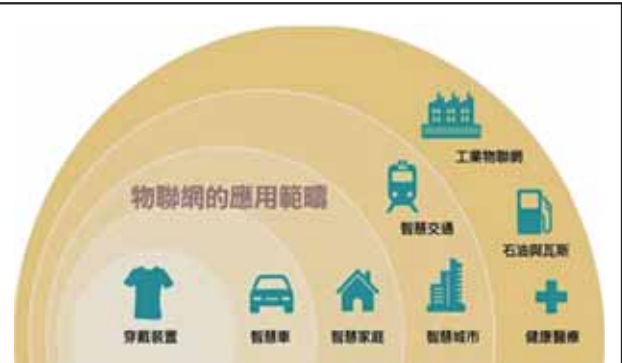 工業物聯網
物聯網的應用範疇
智慧交通
石油與瓦斯
穿戴裝置
智慧車
智慧家庭
智慧城市
健康醫療